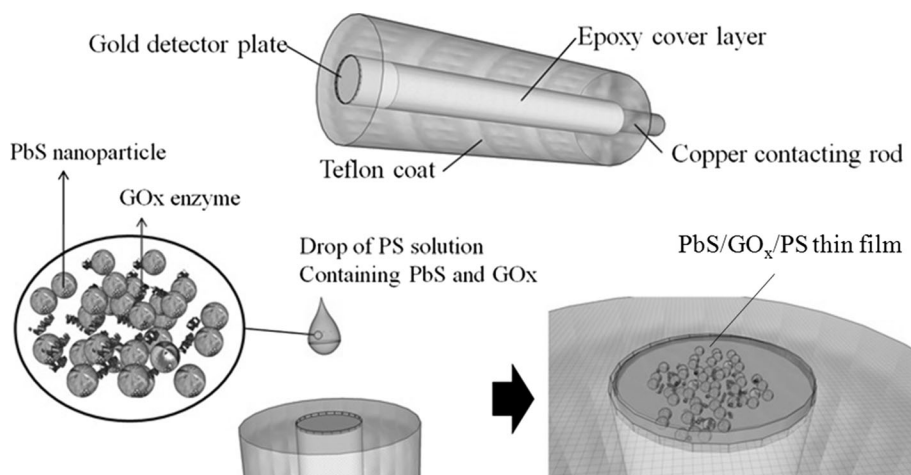 Gold detector plate
Epoxy cover layer
Teflon coat
Copper contacting rod
PbS nanoparticle
GOx enzyme
Drop of PS solution
Containing PbS and GOx
PbS/GOₓ/PS thin film